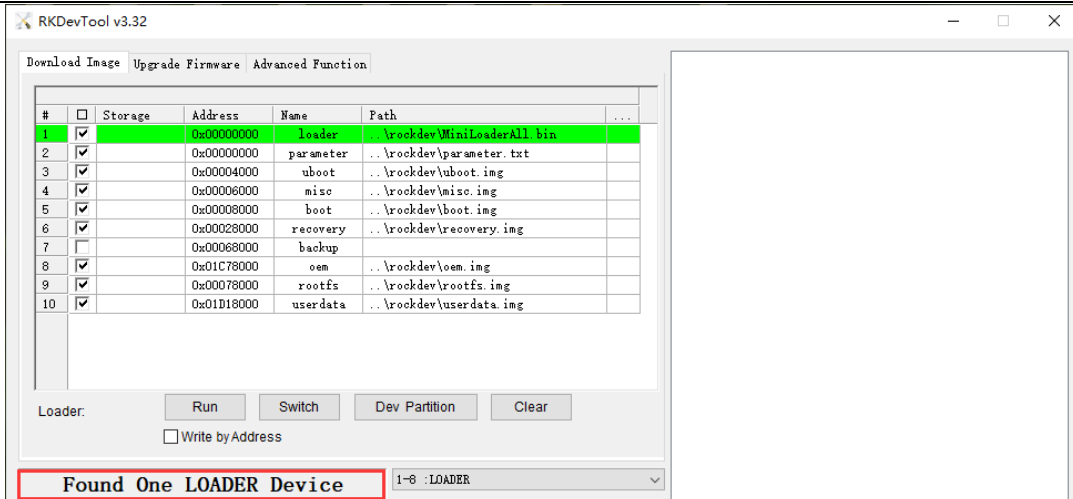 RKDevTool v3.32
Download Image Upgrade Firmware Advanced Function
# Storage Address Name Path ...
1 0x00000000 loader ..\rockdev\MiniLoaderAll.bin
2 0x00000000 parameter ..\rockdev\parameter.txt
3 0x00004000 uboot ..\rockdev\uboot.img
4 0x00006000 misc ..\rockdev\misc.img
5 0x00008000 boot ..\rockdev\boot.img
6 0x00028000 recovery ..\rockdev\recovery.img
7 0x00068000 backup
8 0x01C78000 oem ..\rockdev\oem.img
9 0x00078000 rootfs ..\rockdev\rootfs.img
10 0x01D18000 userdata ..\rockdev\userdata.img
Loader: Run Switch Dev Partition Clear
Write by Address
Found One LOADER Device 1-8 :LOADER